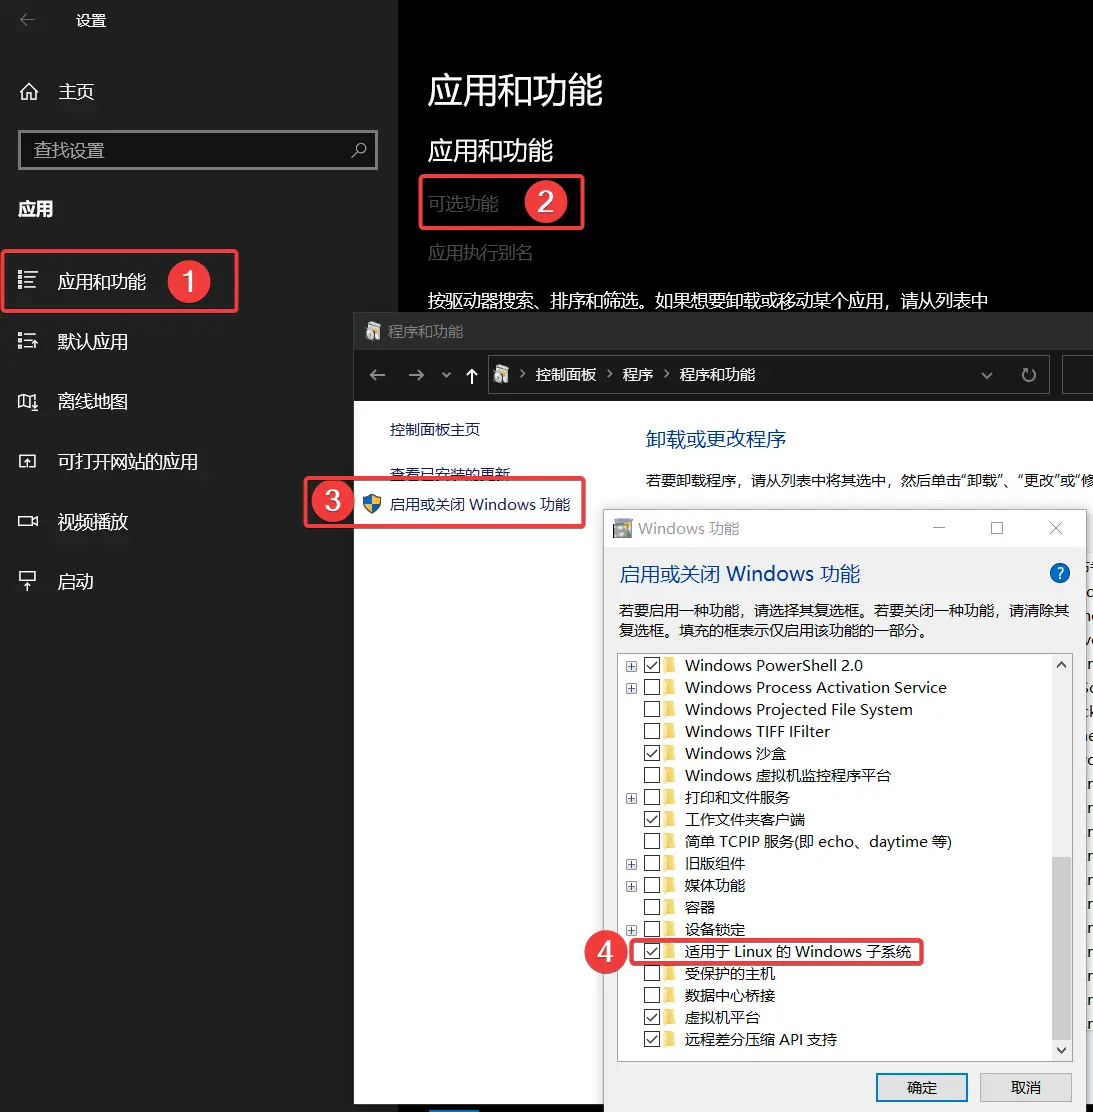 设置
主页
查找设置
应用
应用和功能
1
默认应用
离线地图
可打开网站的应用
视频播放
启动
应用和功能
应用和功能
可选功能
2
应用执行别名
按驱动器搜索、排序和筛选。如果想要卸载或移动某个应用，请从列表中
程序和功能
控制面板
程序
程序和功能
控制面板主页
查看已安装的更新
3
启用或关闭 Windows 功能
卸载或更改程序
若要卸载程序，请从列表中将其选中，然后单击“卸载”、“更改”或“修
Windows 功能
启用或关闭 Windows 功能
?
若要启用一种功能，请选择其复选框。若要关闭一种功能，请清除其
复选框。填充的框表示仅启用该功能的一部分。
Windows PowerShell 2.0
Windows Process Activation Service
Windows Projected File System
Windows TIFF IFilter
Windows 沙盒
Windows 虚拟机监控程序平台
打印和文件服务
工作文件夹客户端
简单 TCPIP 服务(即 echo、daytime 等)
旧版组件
媒体功能
容器
设备锁定
4
适用于 Linux 的 Windows 子系统
受保护的主机
数据中心桥接
虚拟机平台
远程差分压缩 API 支持
确定
取消